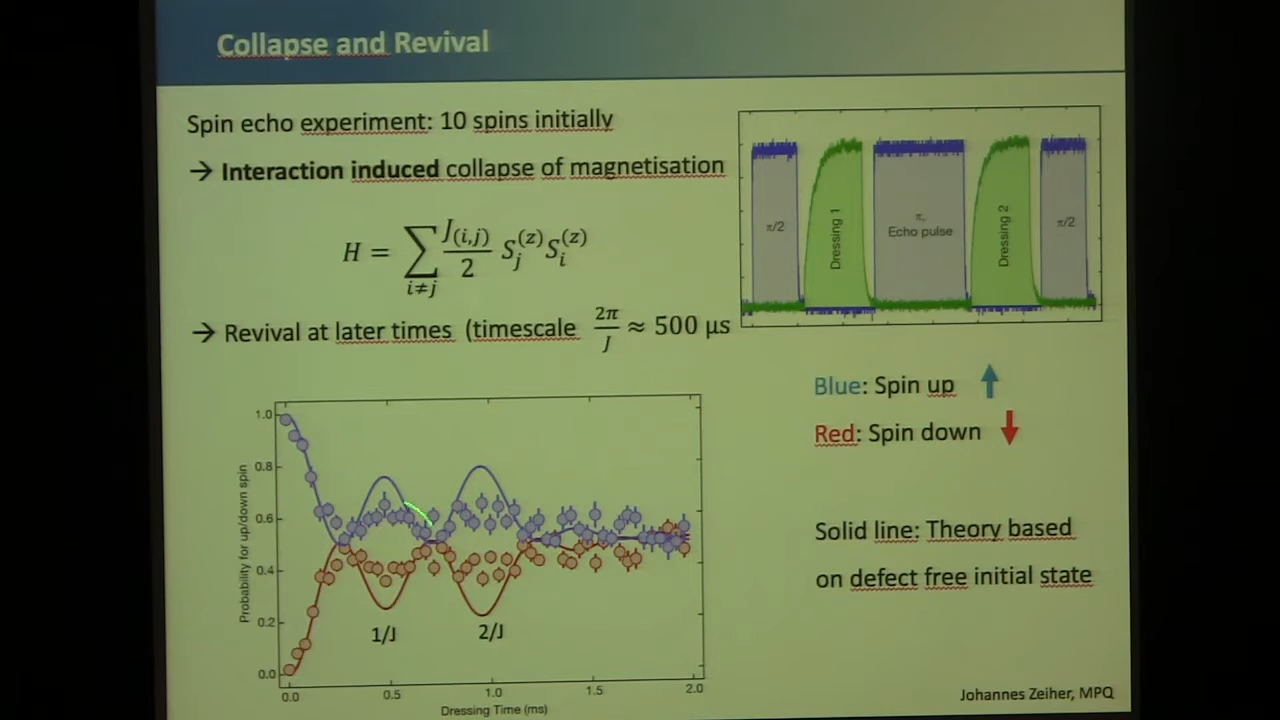 Collapse and Revival
Spin echo experiment: 10 spins initially
→ Interaction induced collapse of magnetisation
H = ∑ i≠j J(i,j)/2 Sj(z) Si(z)
→ Revival at later times (timescale 2π/J ≈ 500 µs
π/2
Dressing 1
π,
Echo pulse
Dressing 2
π/2
Blue: Spin up
Red: Spin down
Solid line: Theory based
on defect free initial state
Probability for up/down spin
1.0
0.8
0.6
0.4
0.2
0.0
1/J
2/J
0.0 0.5 1.0 1.5 2.0
Dressing Time (ms)
Johannes Zeiher, MPQ